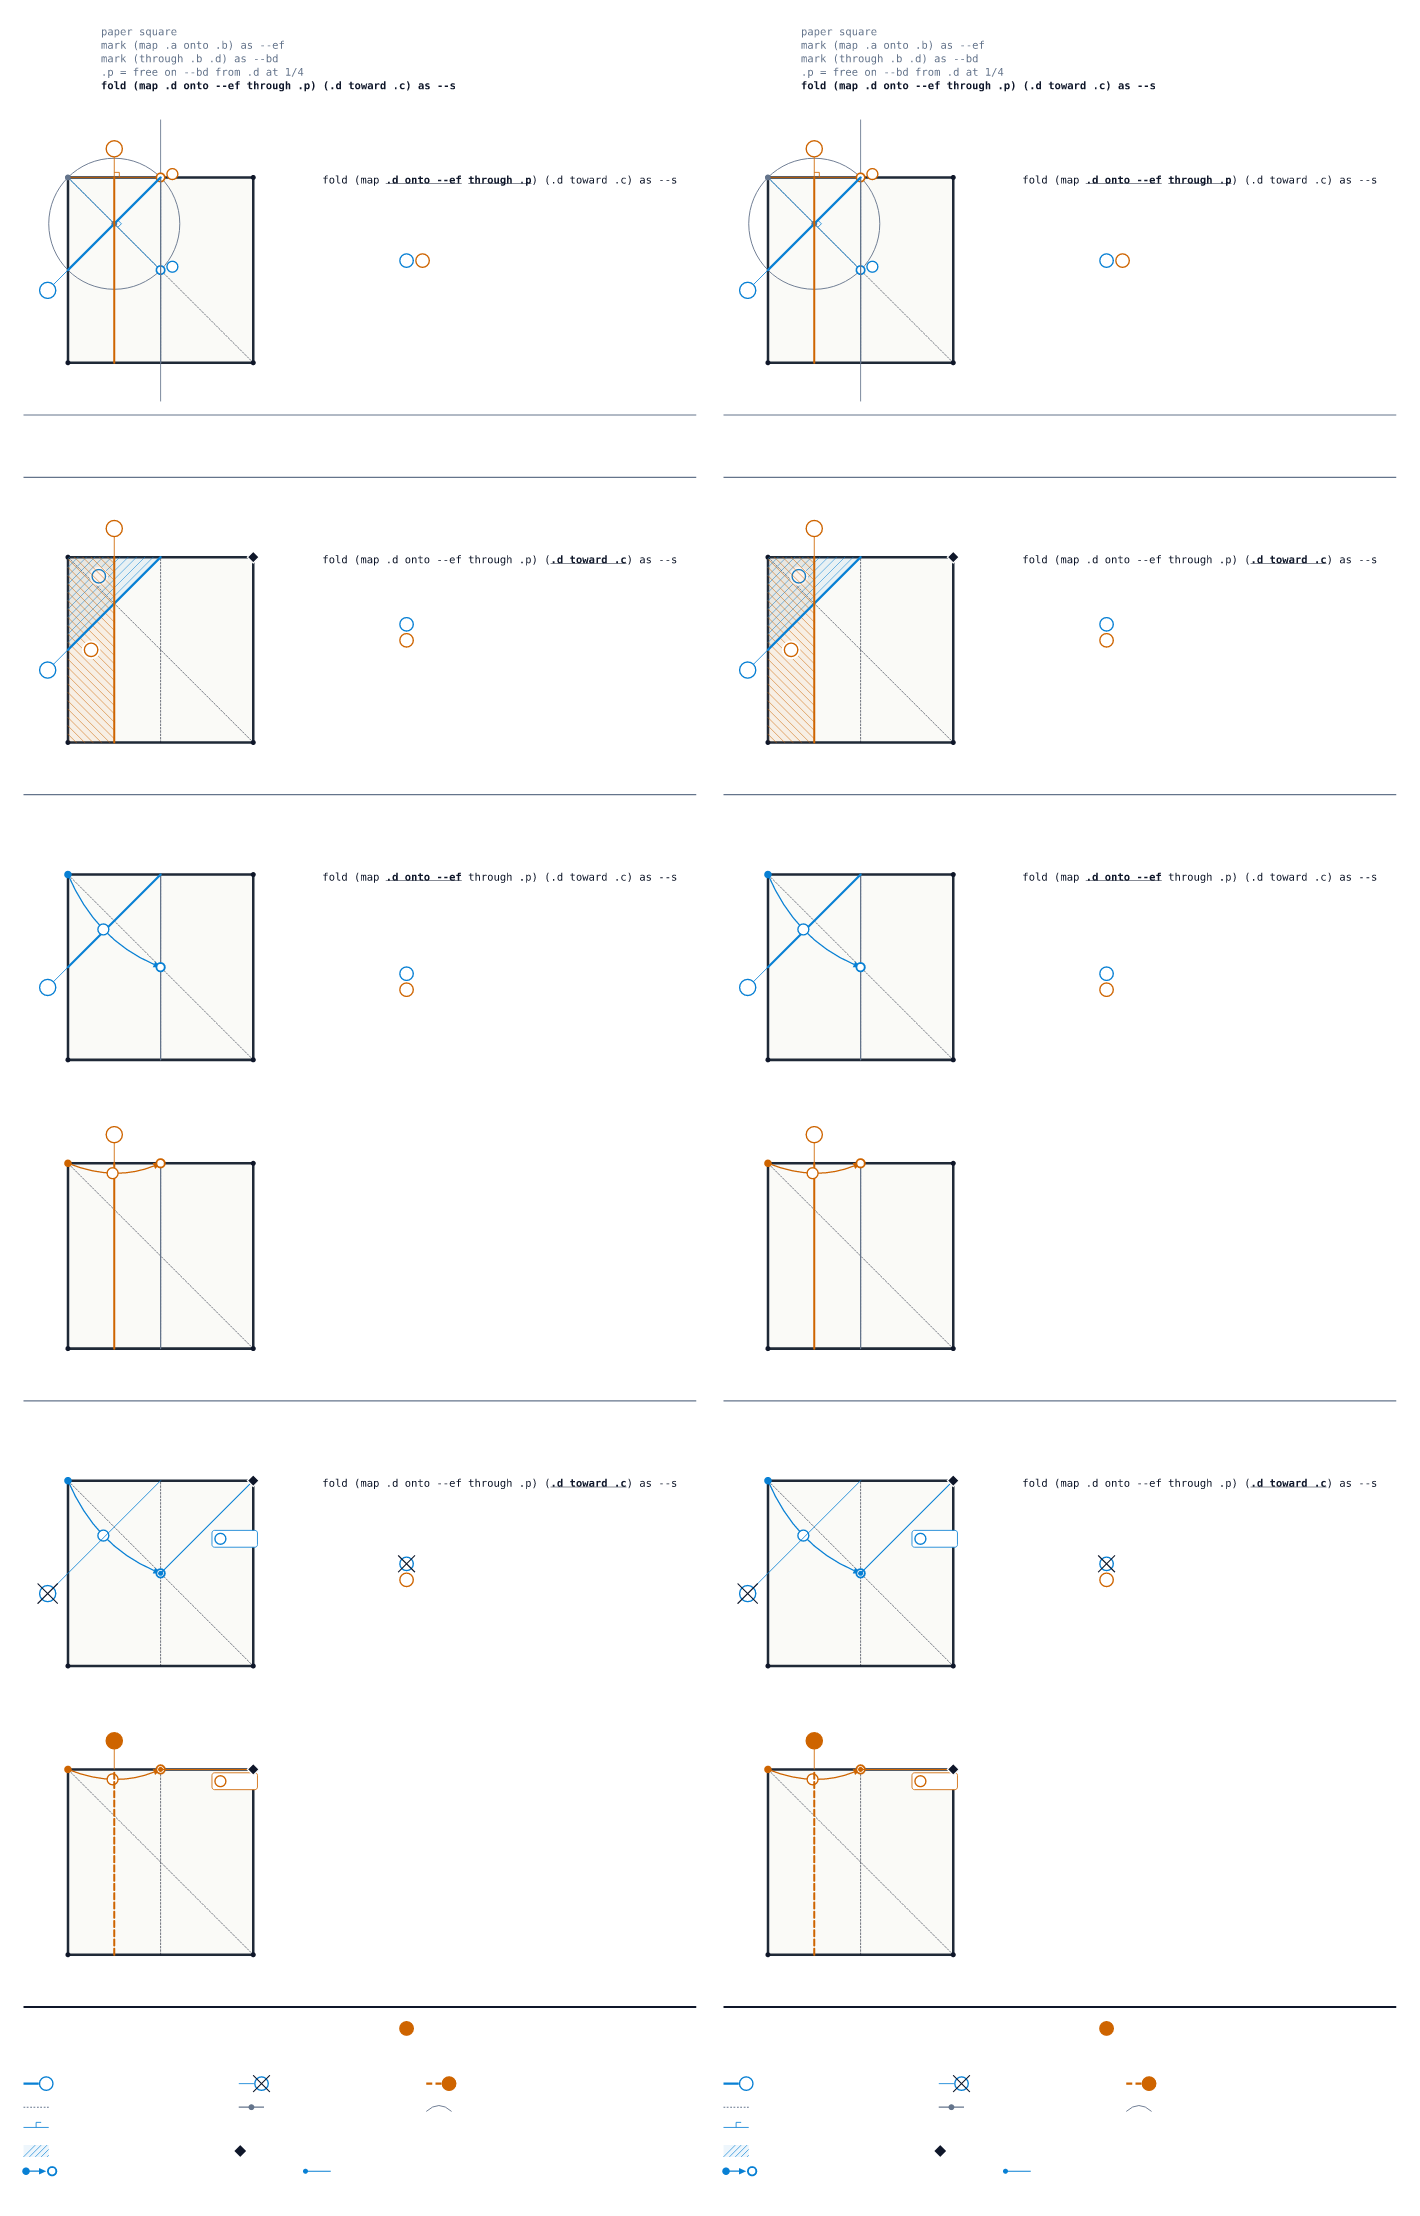 paper square
mark (map .a onto .b) as --ef
mark (through .b .d) as --bd
.p = free on --bd from .d at 1/4
fold (map .d onto --ef through .p) (.d toward .c) as --s
paper square
mark (map .a onto .b) as --ef
mark (through .b .d) as --bd
.p = free on --bd from .d at 1/4
fold (map .d onto --ef through .p) (.d toward .c) as --s
fold (map .d onto --ef through .p) (.d toward .c) as --s
fold (map .d onto --ef through .p) (.d toward .c) as --s
fold (map .d onto --ef through .p) (.d toward .c) as --s
fold (map .d onto --ef through .p) (.d toward .c) as --s
fold (map .d onto --ef through .p) (.d toward .c) as --s
fold (map .d onto --ef through .p) (.d toward .c) as --s
fold (map .d onto --ef through .p) (.d toward .c) as --s
fold (map .d onto --ef through .p) (.d toward .c) as --s